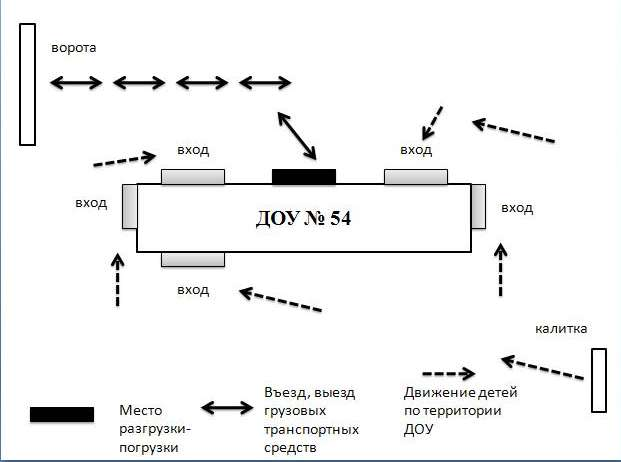 ворота
вход
вход
вход
ДОУ № 54
вход
вход
калитка
Место
разгрузки-
погрузки
Въезд, выезд
грузовых
транспортных
средств
Движение детей
по территории
ДОУ